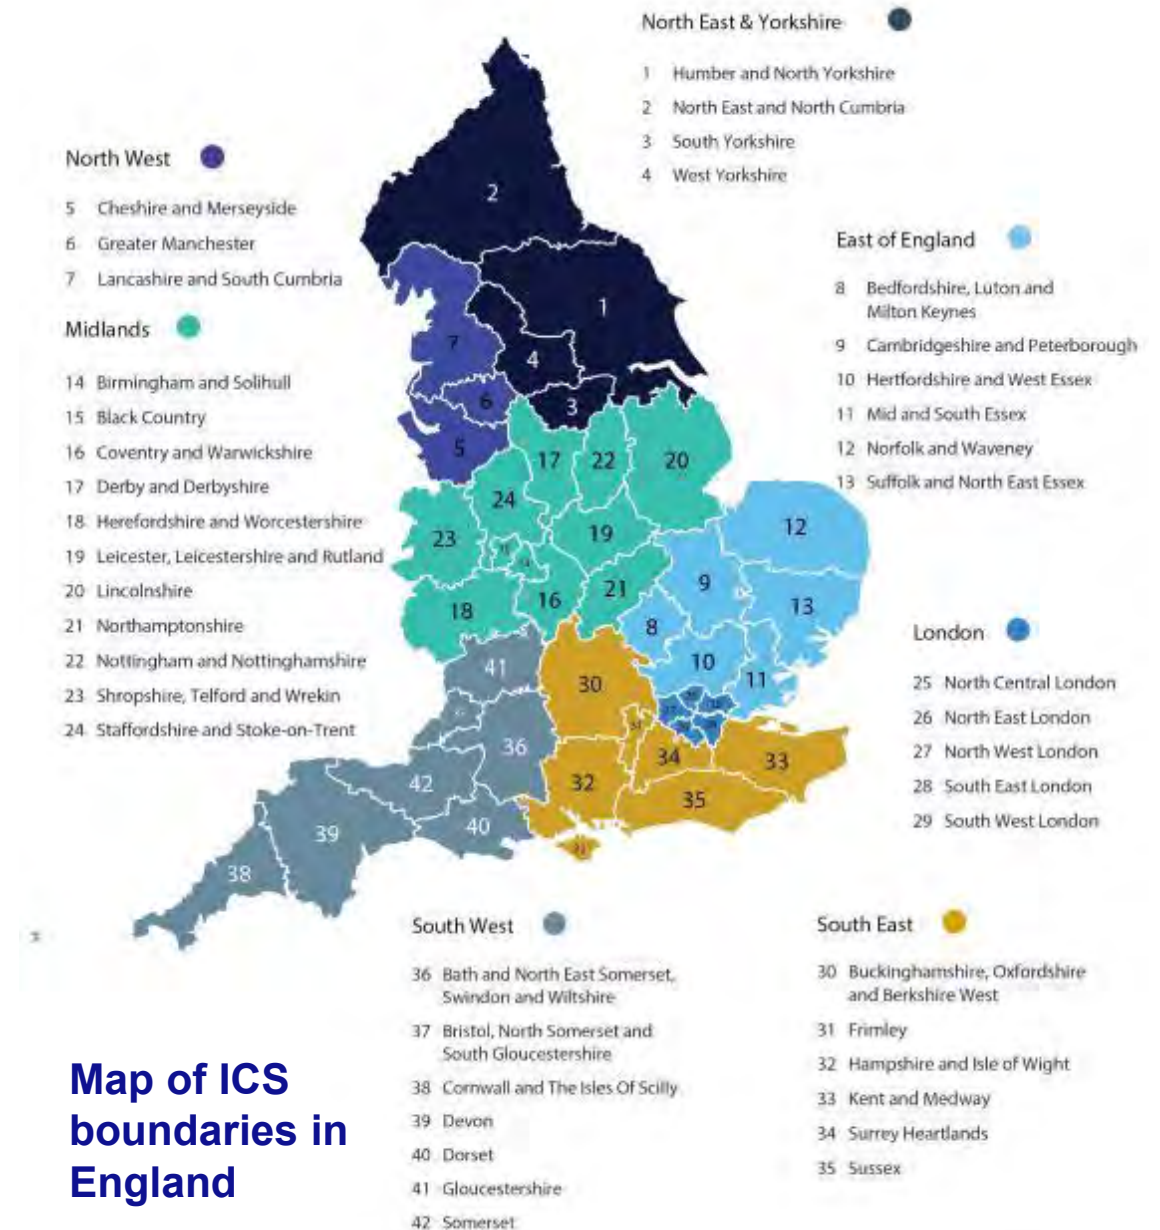 North East & Yorkshire
1 Humber and North Yorkshire
2 North East and North Cumbria
3 South Yorkshire
4 West Yorkshire
North West
5 Cheshire and Merseyside
6 Greater Manchester
7 Lancashire and South Cumbria
Midlands
14 Birmingham and Solihull
15 Black Country
16 Coventry and Warwickshire
17 Derby and Derbyshire
18 Herefordshire and Worcestershire
19 Leicester, Leicestershire and Rutland
20 Lincolnshire
21 Northamptonshire
22 Nottingham and Nottinghamshire
23 Shropshire, Telford and Wrekin
24 Staffordshire and Stoke-on-Trent
East of England
8 Bedfordshire, Luton and
Milton Keynes
9 Cambridgeshire and Peterborough
10 Hertfordshire and West Essex
11 Mid and South Essex
12 Norfolk and Waveney
13 Suffolk and North East Essex
London
25 North Central London
26 North East London
27 North West London
28 South East London
29 South West London
2
1
7
4
6
3
5
17
22
20
24
23
19
12
9
21
16
18
13
8
10
11
41
30
36
34
33
32
35
42
40
39
38
South West
36 Bath and North East Somerset,
Swindon and Wiltshire
37 Bristol, North Somerset and
South Gloucestershire
38 Cornwall and The Isles Of Scilly
39 Devon
40 Dorset
41 Gloucestershire
42 Somerset
South East
30 Buckinghamshire, Oxfordshire
and Berkshire West
31 Frimley
32 Hampshire and Isle of Wight
33 Kent and Medway
34 Surrey Heartlands
35 Sussex
Map of ICS
boundaries in
England